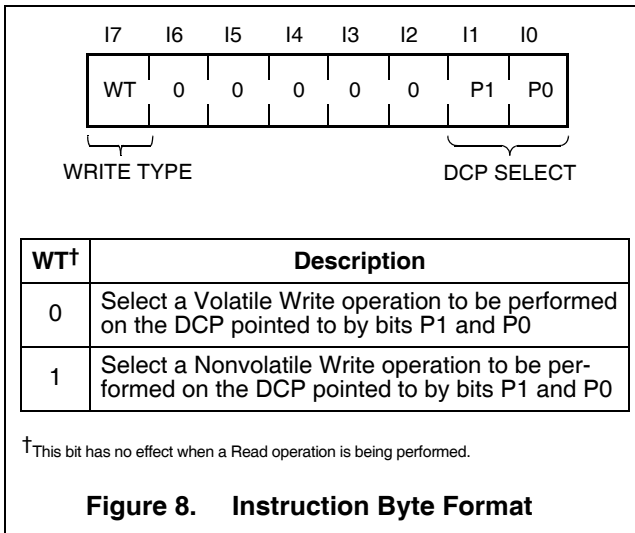 I7 I6 I5 I4 I3 I2 I1 I0
WT 0 0 0 0 0 P1 P0
WRITE TYPE DCP SELECT
WT† Description
0 Select a Volatile Write operation to be performed
on the DCP pointed to by bits P1 and P0
1 Select a Nonvolatile Write operation to be per-
formed on the DCP pointed to by bits P1 and P0
†This bit has no effect when a Read operation is being performed.
Figure 8. Instruction Byte Format